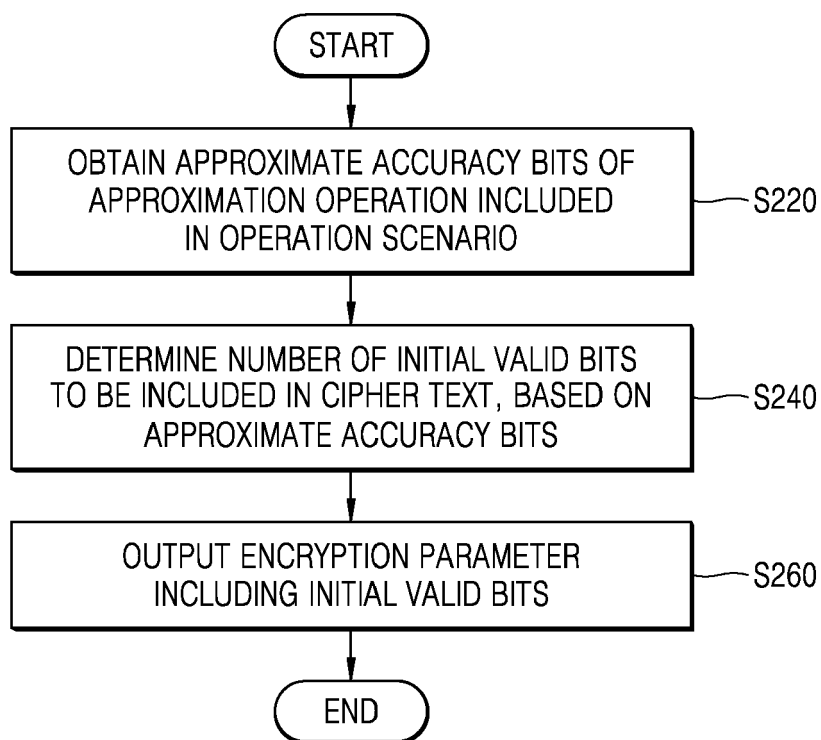 START
OBTAIN APPROXIMATE ACCURACY BITS OF
APPROXIMATION OPERATION INCLUDED
IN OPERATION SCENARIO
S220
DETERMINE NUMBER OF INITIAL VALID BITS
TO BE INCLUDED IN CIPHER TEXT, BASED ON
APPROXIMATE ACCURACY BITS
S240
OUTPUT ENCRYPTION PARAMETER
INCLUDING INITIAL VALID BITS
S260
END